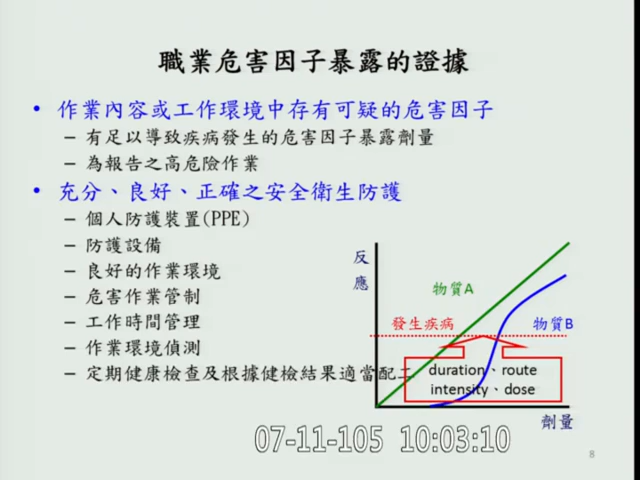 職業危害因子暴露的證據
• 作業內容或工作環境中存有可疑的危害因子
– 有足以導致疾病發生的危害因子暴露劑量
– 為報告之高危險作業
• 充分、良好、正確之安全衛生防護
– 個人防護裝置(PPE)
– 防護設備
– 良好的作業環境
– 危害作業管制
– 工作時間管理
– 作業環境偵測
– 定期健康檢查及根據健檢結果適當配工
反應
物質A
發生疾病
物質B
duration、route
intensity、dose
劑量
07-11-105 10:03:10
8